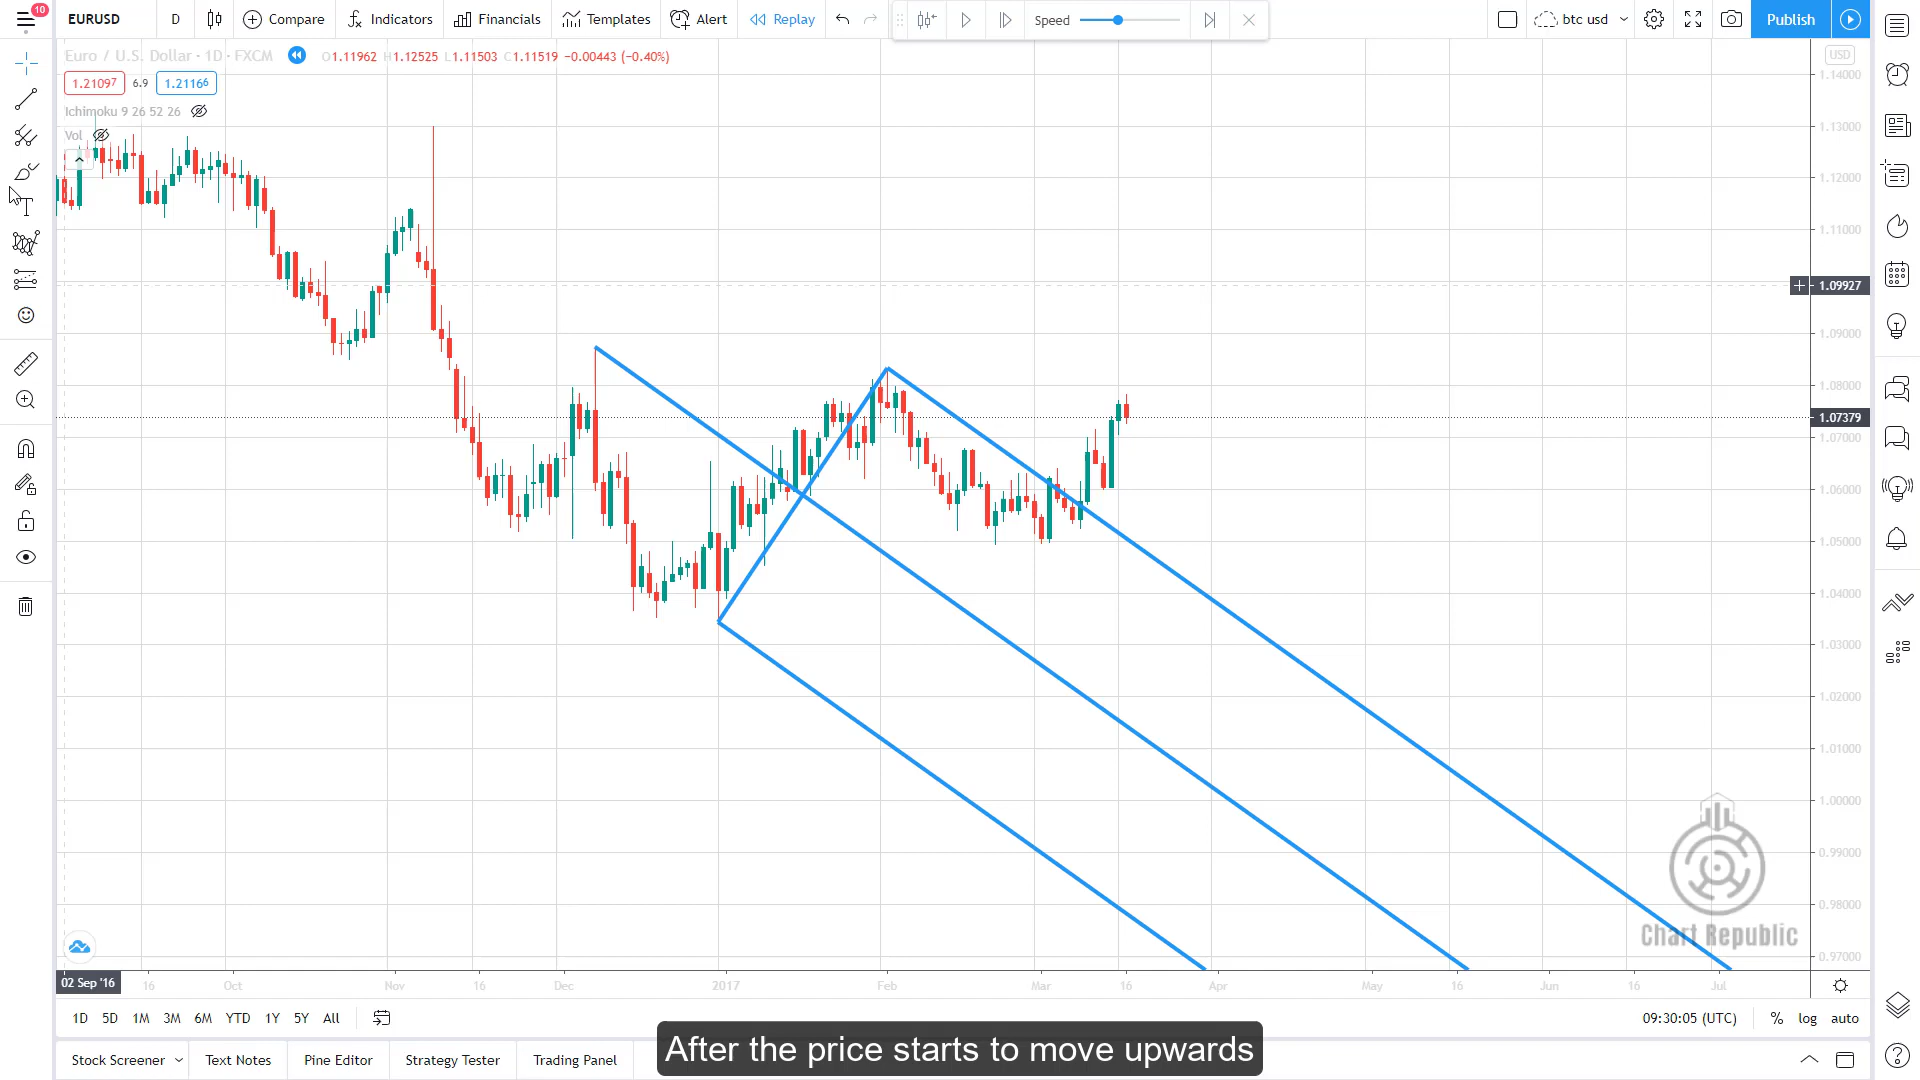 10
EURUSD D Compare Indicators Financials Templates Alert Replay Speed btc usd Publish
Euro / U.S. Dollar · 1D · FXCM O1.11962 H1.12525 L1.11503 C1.11519 −0.00443 (−0.40%)
USD
1.21097 6.9 1.21166
Ichimoku 9 26 52 26
Vol
1.14000
1.13000
1.12000
1.11000
1.09927
1.09000
1.08000
1.07379
1.07000
1.06000
1.05000
1.04000
1.03000
1.02000
1.01000
1.00000
0.99000
0.98000
0.97000
Chart Republic
02 Sep '16 16 Oct Nov 16 Dec 2017 Feb Mar 16 Apr May 16 Jun 16 Jul
1D 5D 1M 3M 6M YTD 1Y 5Y All 09:30:05 (UTC) % log auto
Stock Screener Text Notes Pine Editor Strategy Tester Trading Panel
After the price starts to move upwards